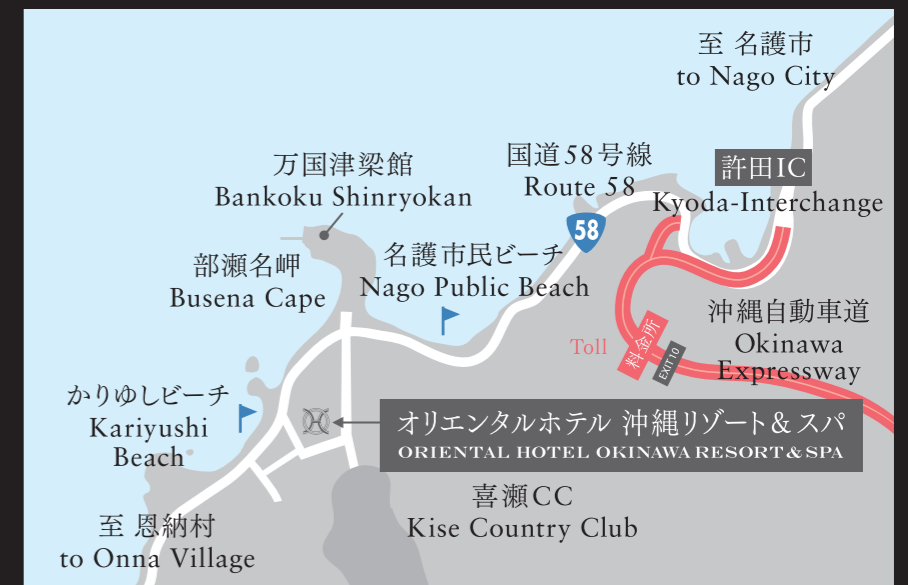 至 名護市
to Nago City
国道58号線
Route 58
許田IC
Kyoda-Interchange
万国津梁館
Bankoku Shinryokan
58
部瀬名岬
Busena Cape
名護市民ビーチ
Nago Public Beach
沖縄自動車道
Okinawa
Expressway
Toll
料金所
EXIT10
かりゆしビーチ
Kariyushi
Beach
オリエンタルホテル 沖縄リゾート&スパ
ORIENTAL HOTEL OKINAWA RESORT & SPA
喜瀬CC
Kise Country Club
至 恩納村
to Onna Village